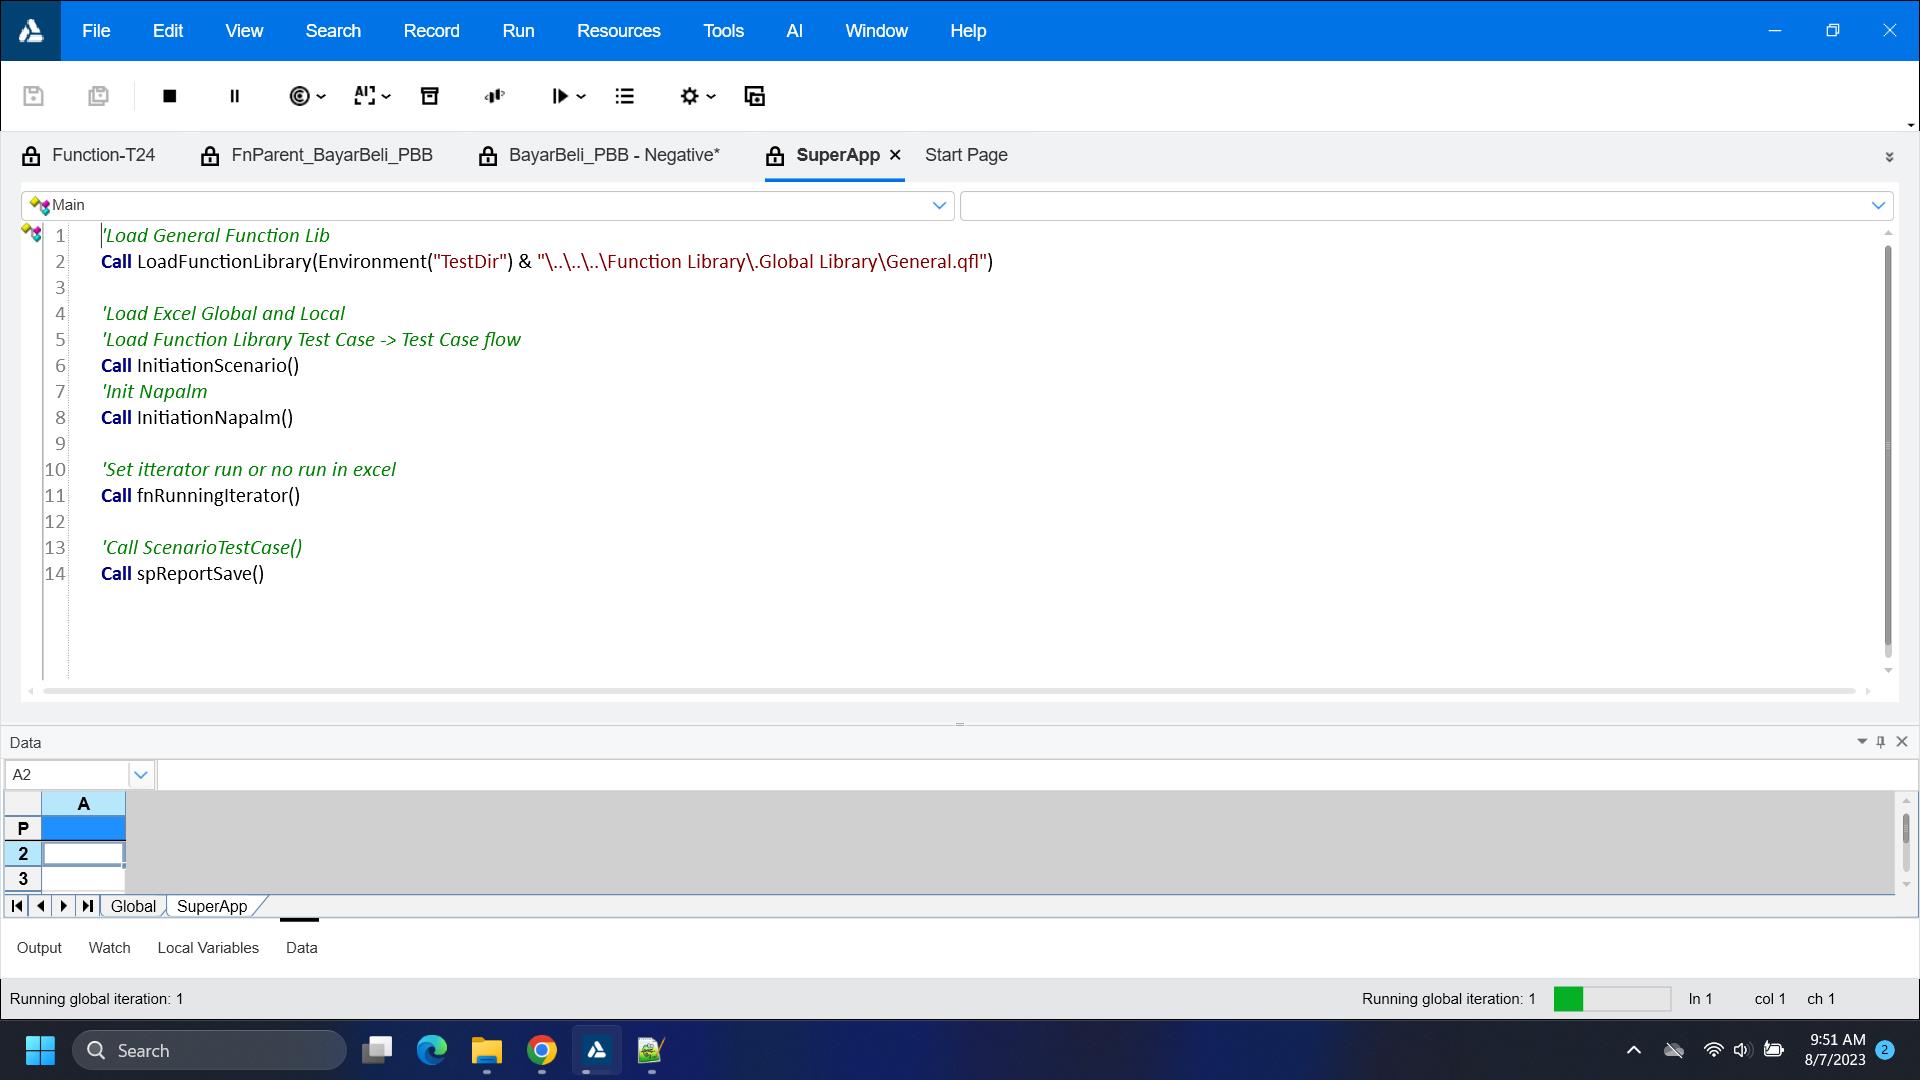 File Edit View Search Record Run Resources Tools AI Window Help
Function-T24 FnParent_BayarBeli_PBB BayarBeli_PBB - Negative* SuperApp Start Page
Main
1 'Load General Function Lib
2 Call LoadFunctionLibrary(Environment("TestDir") & "\..\..\..\Function Library\.Global Library\General.qfl")
3
4 'Load Excel Global and Local
5 'Load Function Library Test Case -> Test Case flow
6 Call InitiationScenario()
7 'Init Napalm
8 Call InitiationNapalm()
9
10 'Set itterator run or no run in excel
11 Call fnRunningIterator()
12
13 'Call ScenarioTestCase()
14 Call spReportSave()
Data
A2
A
P
2
3
Global SuperApp
Output Watch Local Variables Data
Running global iteration: 1 Running global iteration: 1 ln 1 col 1 ch 1
Search
9:51 AM
8/7/2023
2